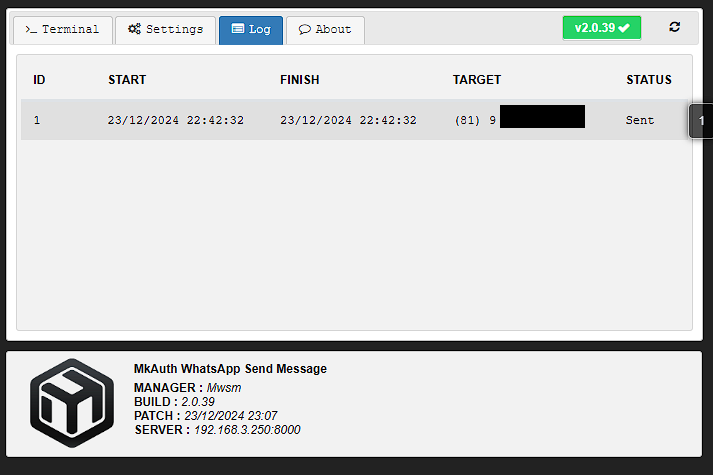 >_ Terminal Settings Log About v2.0.39
ID START FINISH TARGET STATUS
1 23/12/2024 22:42:32 23/12/2024 22:42:32 (81) 9 Sent
1
MkAuth WhatsApp Send Message
MANAGER : Mwsm
BUILD : 2.0.39
PATCH : 23/12/2024 23:07
SERVER : 192.168.3.250:8000